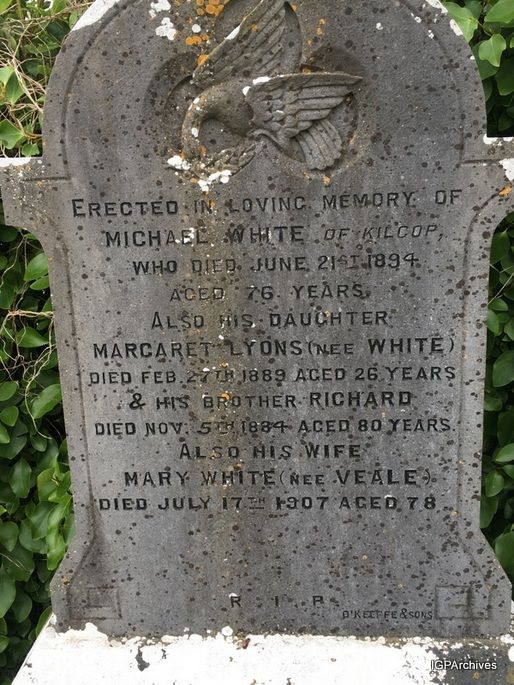 ERECTED IN LOVING MEMORY OF
MICHAEL WHITE OF KILCOP,
WHO DIED JUNE 21ST 1894
AGED 76 YEARS.
ALSO HIS DAUGHTER
MARGARET LYONS (NEE WHITE)
DIED FEB. 27TH 1889 AGED 26 YEARS
& HIS BROTHER RICHARD
DIED NOV. 5TH 1884 AGED 80 YEARS.
ALSO HIS WIFE
MARY WHITE (NEE VEALE)
DIED JULY 17TH 1907 AGED 78.
R I P
O'KEEFFE & SONS
IGPArchives